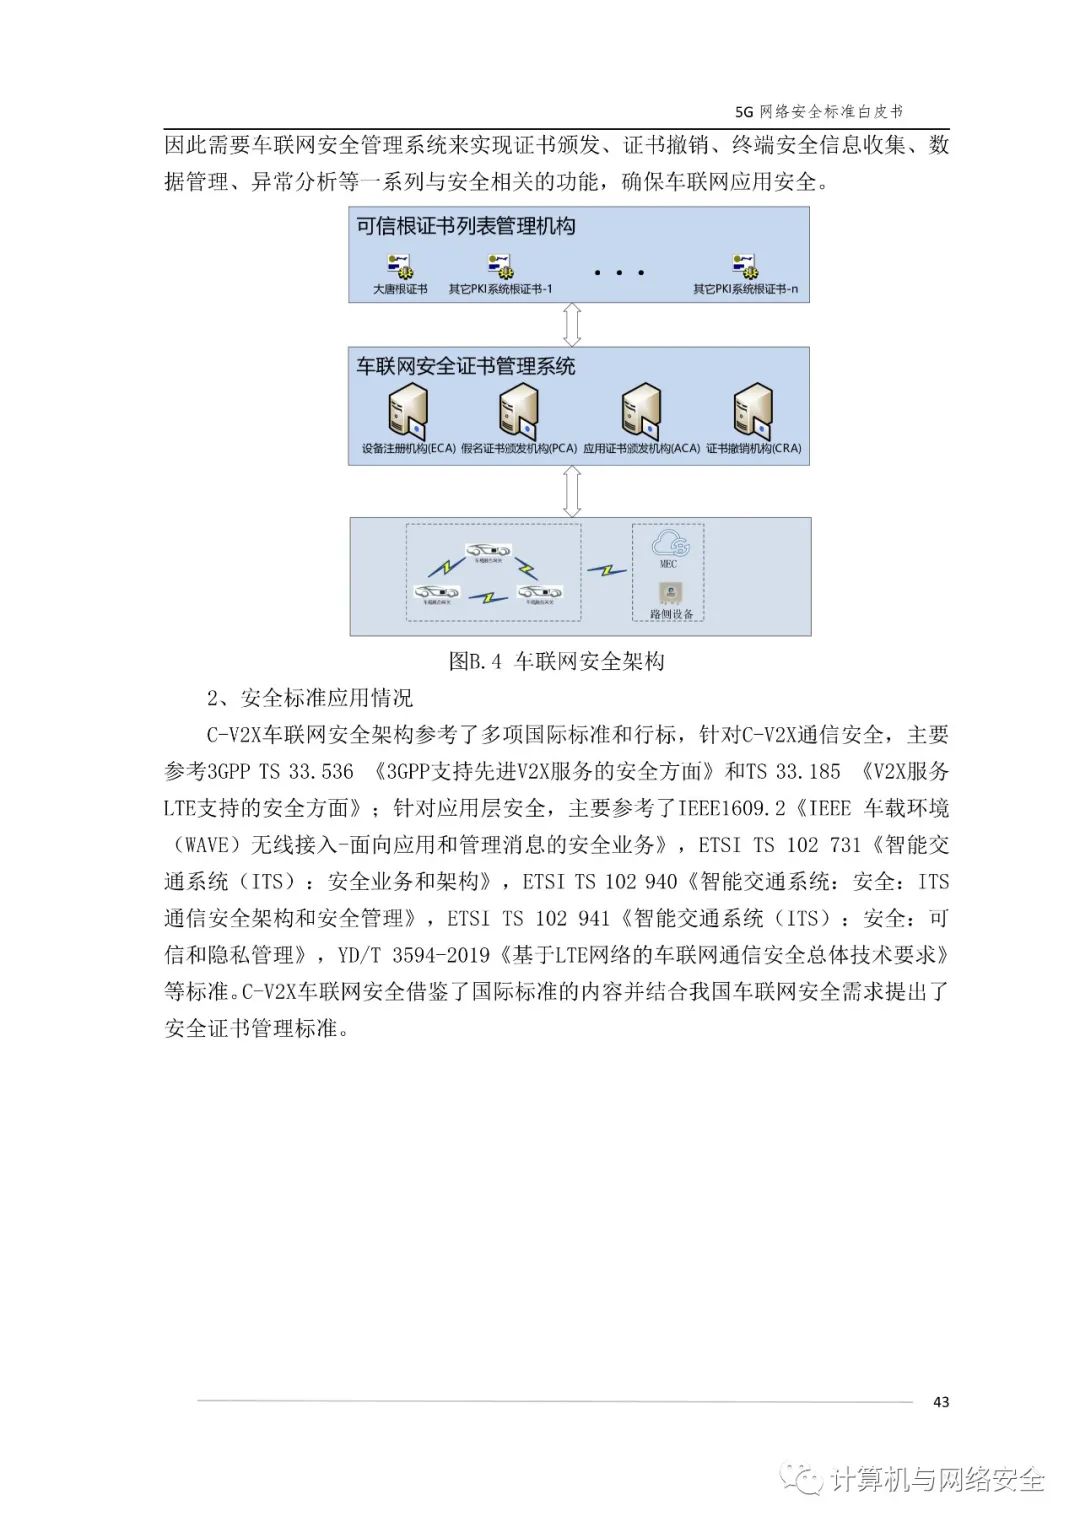 5G 网络安全标准白皮书
因此需要车联网安全管理系统来实现证书颁发、证书撤销、终端安全信息收集、数
据管理、异常分析等一系列与安全相关的功能，确保车联网应用安全。
可信根证书列表管理机构
大唐根证书 其它PKI系统根证书-1 • • • 其它PKI系统根证书-n
车联网安全证书管理系统
设备注册机构(ECA) 假名证书颁发机构(PCA) 应用证书颁发机构(ACA) 证书撤销机构(CRA)
MEC
路侧设备
图B.4 车联网安全架构
2、安全标准应用情况
C-V2X车联网安全架构参考了多项国际标准和行标，针对C-V2X通信安全，主要
参考3GPP TS 33.536 《3GPP支持先进V2X服务的安全方面》和TS 33.185 《V2X服务
LTE支持的安全方面》；针对应用层安全，主要参考了IEEE1609.2《IEEE 车载环境
（WAVE）无线接入-面向应用和管理消息的安全业务》，ETSI TS 102 731《智能交
通系统（ITS）：安全业务和架构》，ETSI TS 102 940《智能交通系统：安全：ITS
通信安全架构和安全管理》，ETSI TS 102 941《智能交通系统（ITS）：安全：可
信和隐私管理》，YD/T 3594-2019《基于LTE网络的车联网通信安全总体技术要求》
等标准。C-V2X车联网安全借鉴了国际标准的内容并结合我国车联网安全需求提出了
安全证书管理标准。
43
计算机与网络安全